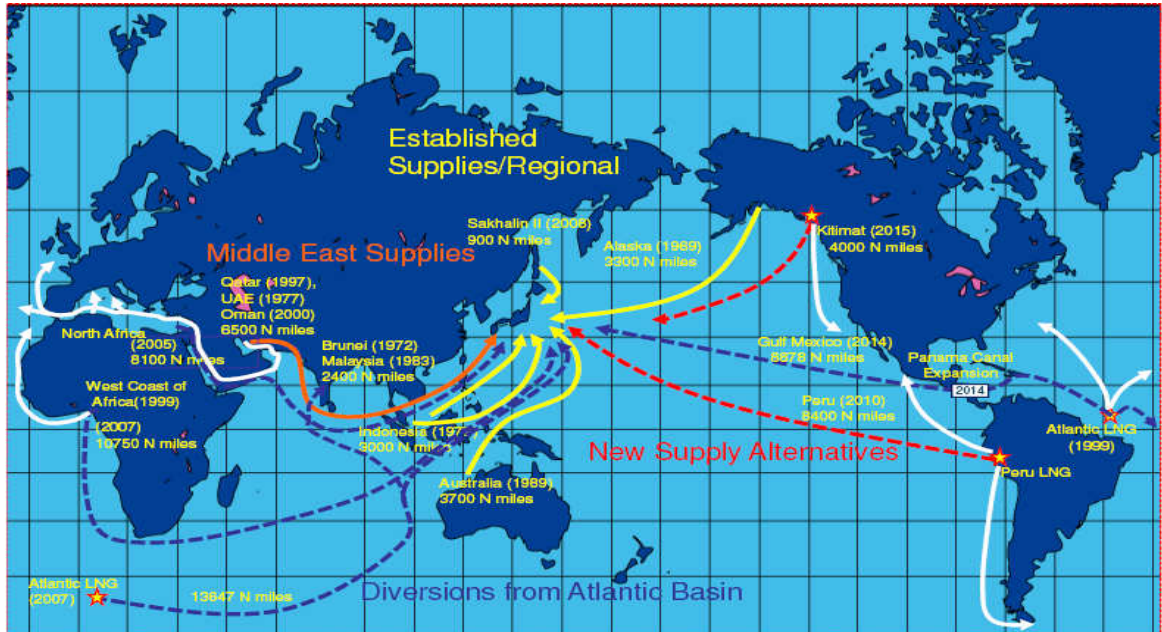 Established
Supplies/Regional
Sakhalin II (2008)
900 N miles
Alaska (1969)
3300 N miles
Kitimat (2015)
4000 N miles
Middle East Supplies
Qatar (1997),
UAE (1977)
Oman (2000)
6500 N miles
North Africa
(2005)
8100 N miles
Brunei (1972)
Malaysia (1983)
2400 N miles
Gulf Mexico (2014)
Panama Canal
Expansion
2014
West Coast of
Africa(1999)
(2007)
10750 N miles
Indonesia
3000 N miles
Peru (2010)
8400 N miles
Atlantic LNG
(1999)
New Supply Alternatives
Peru LNG
Australia (1989)
3700 N miles
Atlantic LNG
(2007)
13647 N miles
Diversions from Atlantic Basin